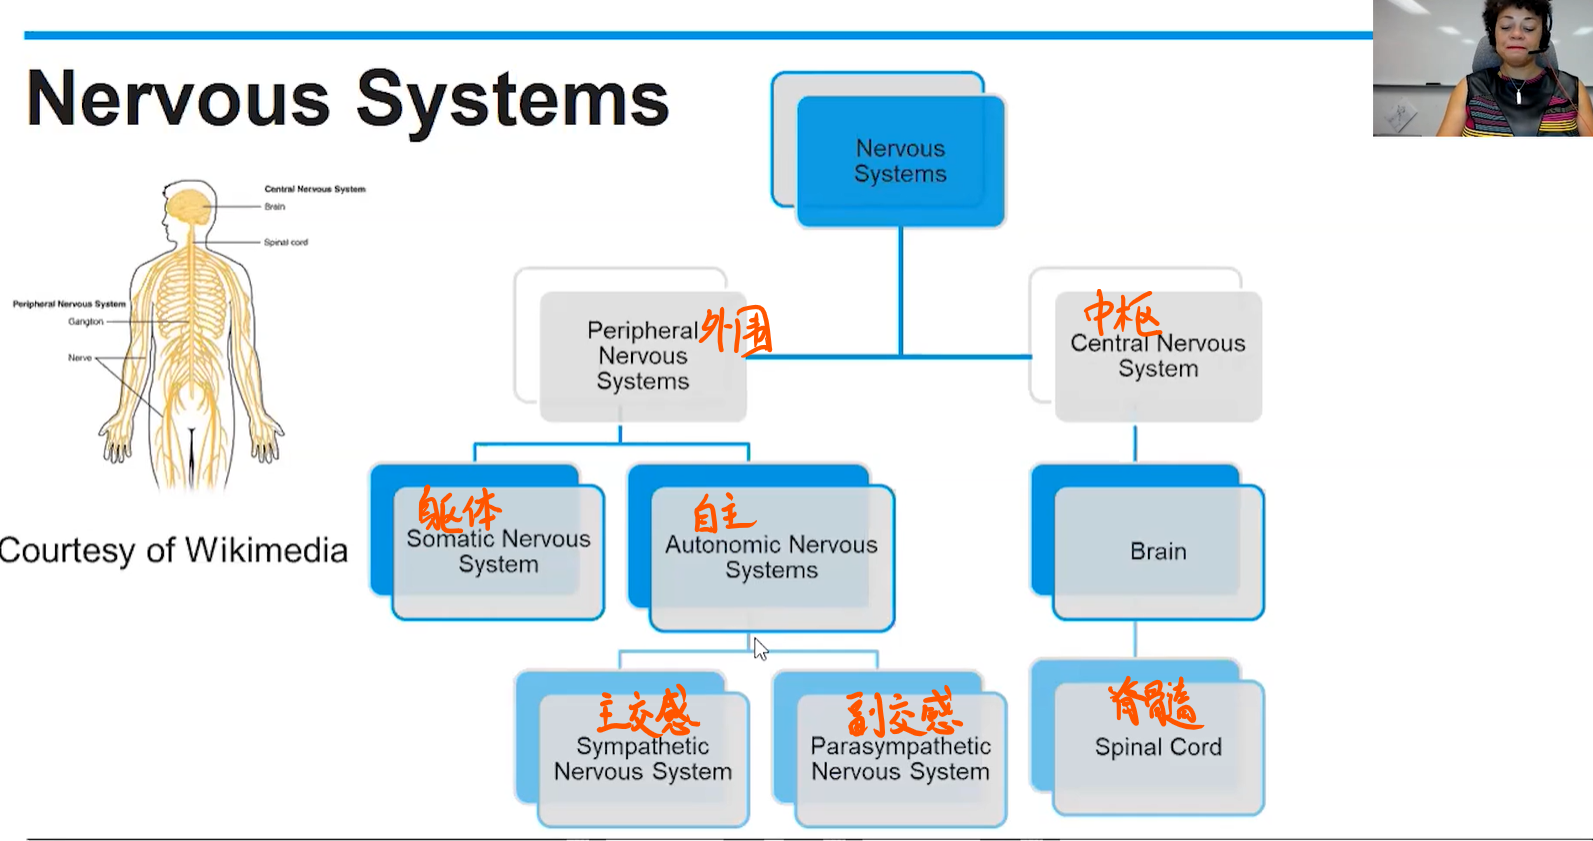 Nervous Systems
Nervous
Systems
Central Nervous System
Brain
Spinal cord
Peripheral Nervous System
Ganglion
Nerve
Courtesy of Wikimedia
Peripheral 外围
Nervous
Systems
中枢
Central Nervous
System
躯体
Somatic Nervous
System
自主
Autonomic Nervous
Systems
Brain
主交感
Sympathetic
Nervous System
副交感
Parasympathetic
Nervous System
脊髓
Spinal Cord